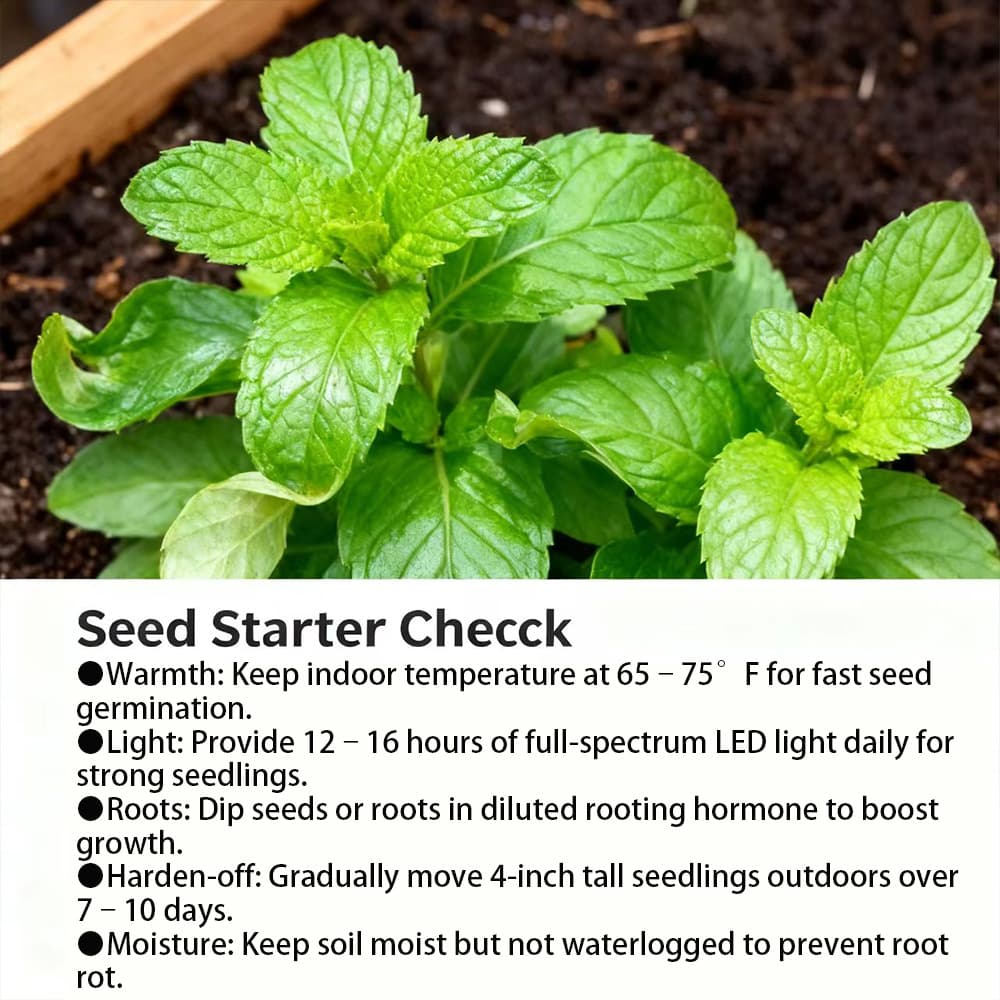 Seed Starter Checck
●Warmth: Keep indoor temperature at 65 – 75° F for fast seed
germination.
●Light: Provide 12 – 16 hours of full-spectrum LED light daily for
strong seedlings.
●Roots: Dip seeds or roots in diluted rooting hormone to boost
growth.
●Harden-off: Gradually move 4-inch tall seedlings outdoors over
7 – 10 days.
●Moisture: Keep soil moist but not waterlogged to prevent root
rot.